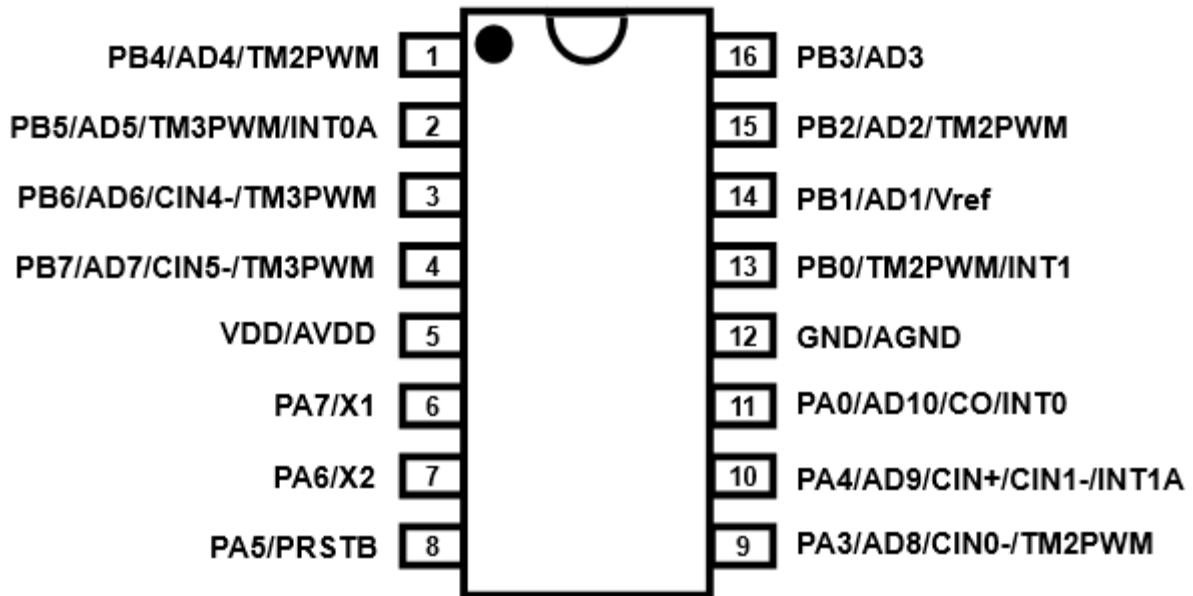 PB4/AD4/TM2PWM 1 16 PB3/AD3
PB5/AD5/TM3PWM/INT0A 2 15 PB2/AD2/TM2PWM
PB6/AD6/CIN4-/TM3PWM 3 14 PB1/AD1/Vref
PB7/AD7/CIN5-/TM3PWM 4 13 PB0/TM2PWM/INT1
VDD/AVDD 5 12 GND/AGND
PA7/X1 6 11 PA0/AD10/CO/INT0
PA6/X2 7 10 PA4/AD9/CIN+/CIN1-/INT1A
PA5/PRSTB 8 9 PA3/AD8/CIN0-/TM2PWM